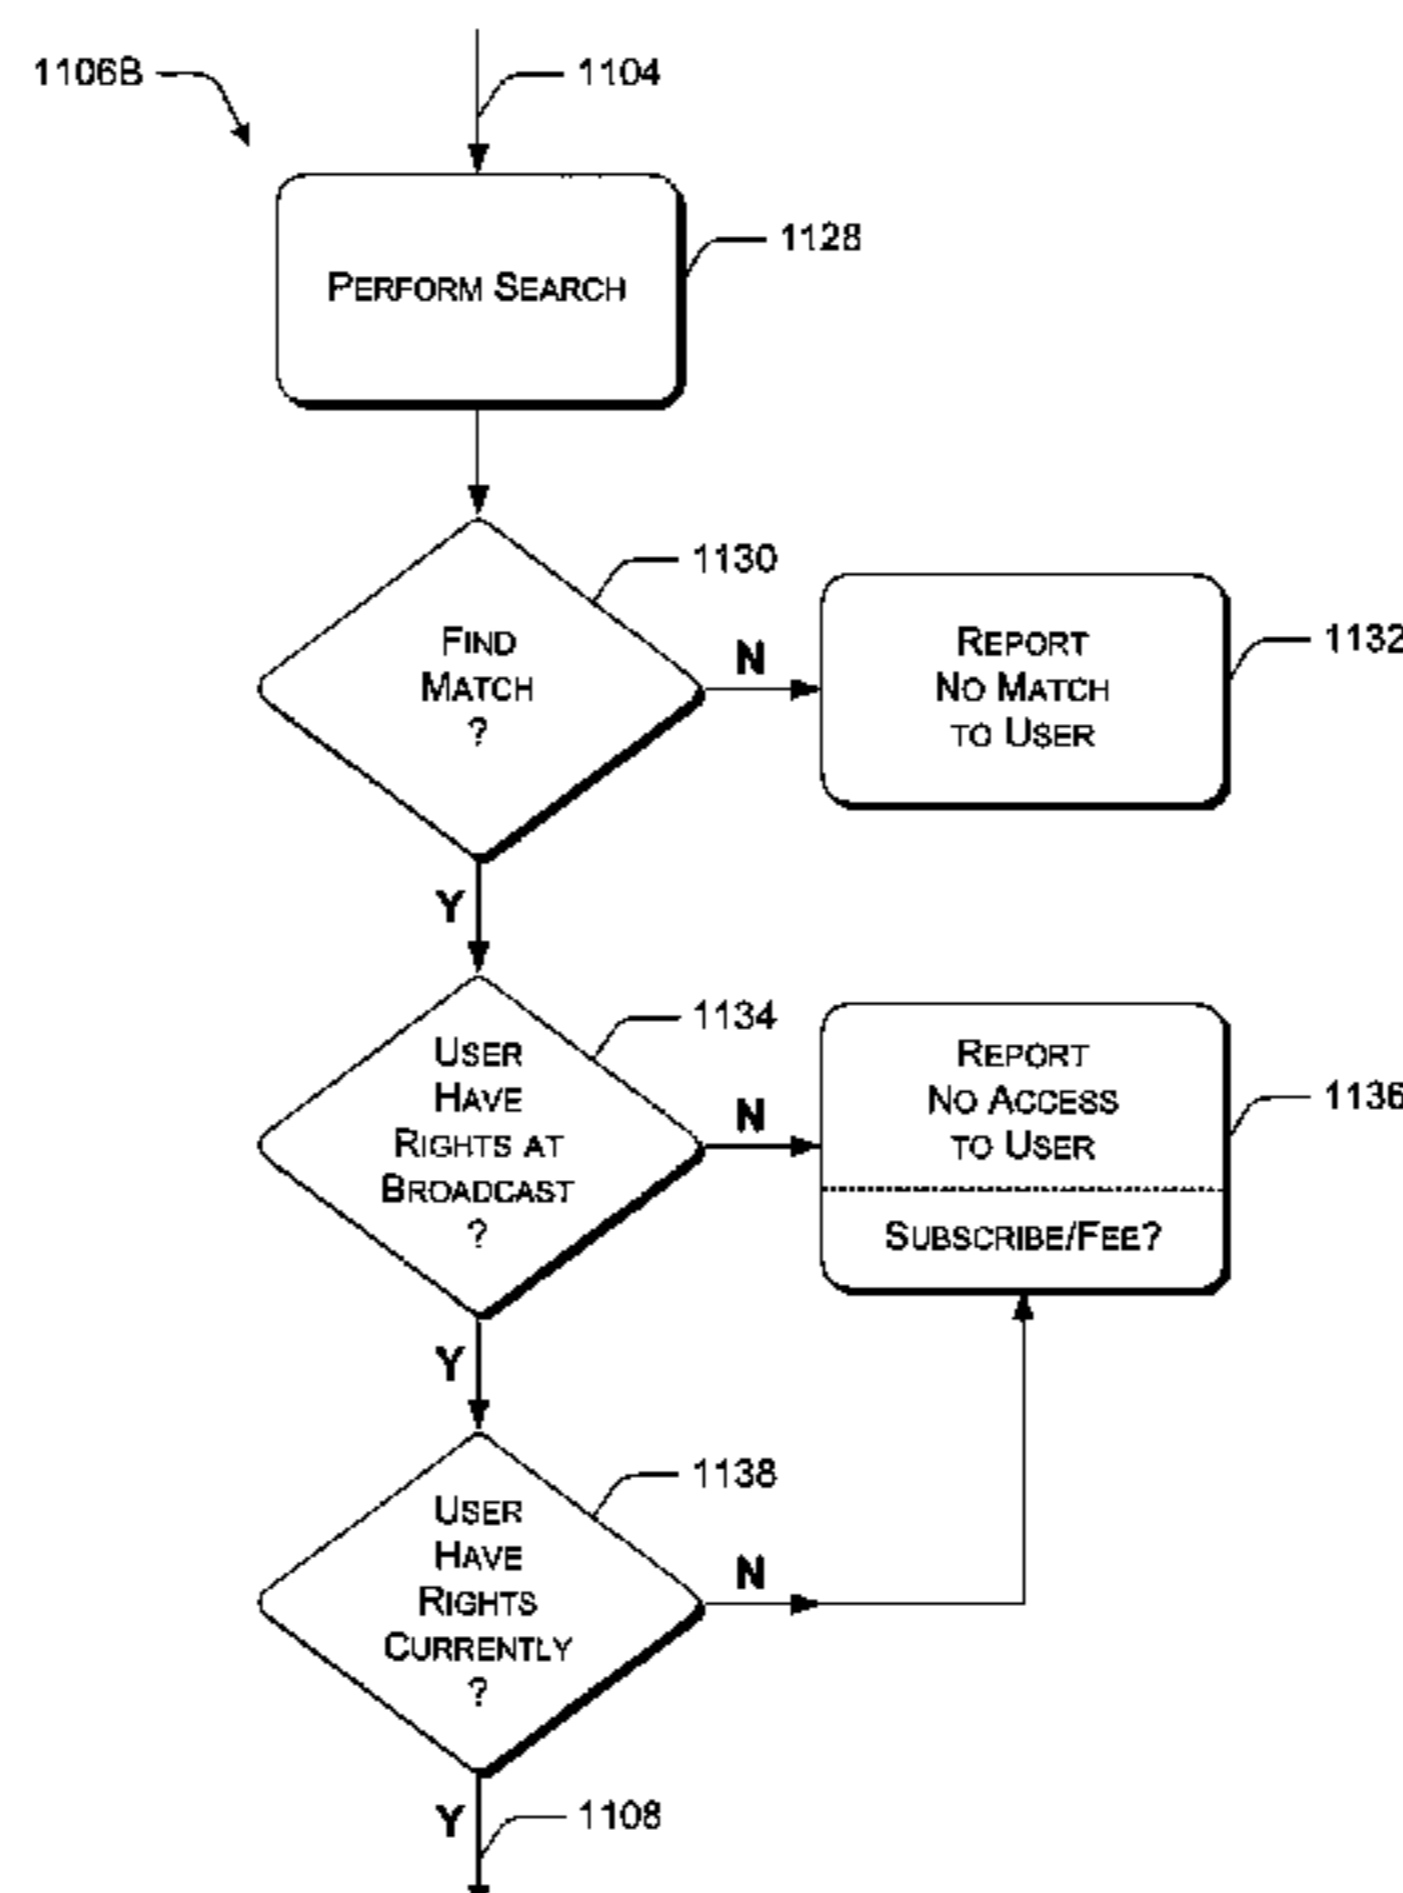 1106B
1104
PERFORM SEARCH
1128
FIND
MATCH
?
1130
N
REPORT
NO MATCH
TO USER
1132
Y
USER
HAVE
RIGHTS AT
BROADCAST
?
1134
N
REPORT
NO ACCESS
TO USER
SUBSCRIBE/FEE?
1136
Y
USER
HAVE
RIGHTS
CURRENTLY
?
1138
N
Y
1108